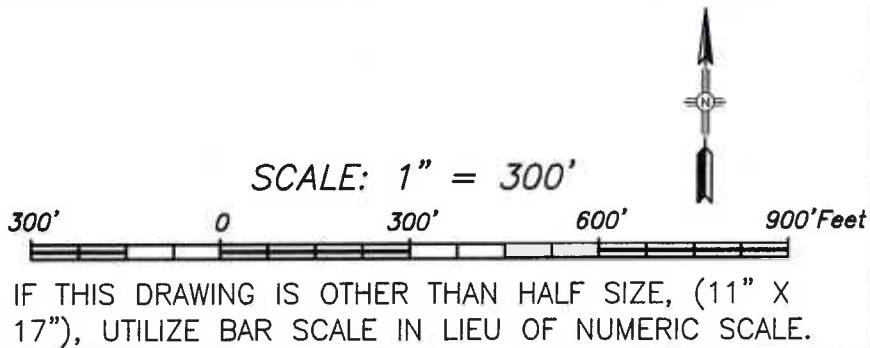 N
SCALE: 1" = 300'
300' 0 300' 600' 900'Feet
IF THIS DRAWING IS OTHER THAN HALF SIZE, (11" X
17"), UTILIZE BAR SCALE IN LIEU OF NUMERIC SCALE.